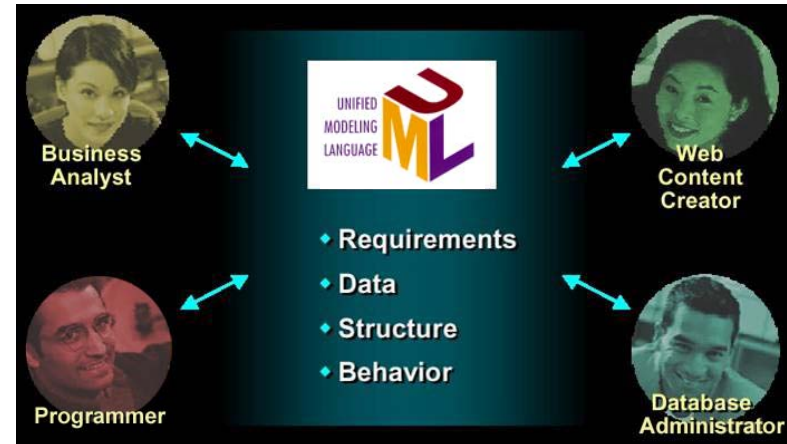 UNIFIED
MODELING
LANGUAGE
UML
Business
Analyst
Web
Content
Creator
Requirements
Data
Structure
Behavior
Programmer
Database
Administrator